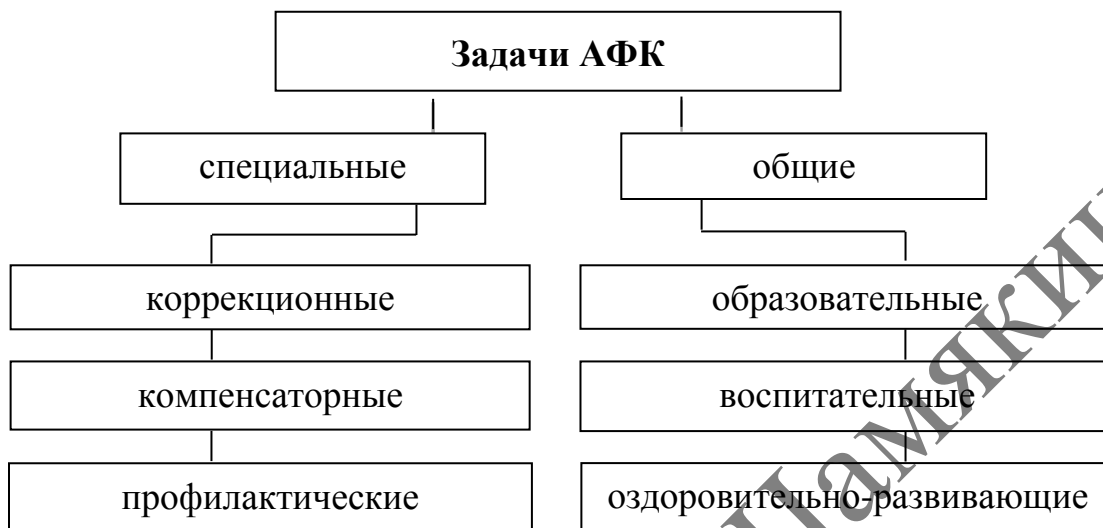 Задачи АФК
специальные
общие
коррекционные
образовательные
компенсаторные
воспитательные
профилактические
оздоровительно-развивающие